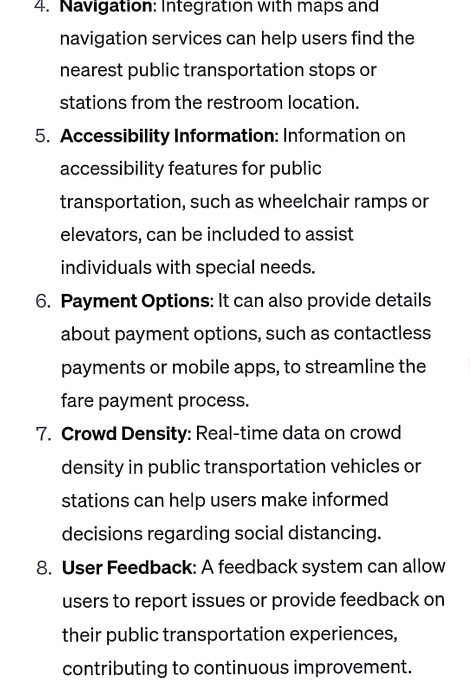 4. Navigation: Integration with maps and
navigation services can help users find the
nearest public transportation stops or
stations from the restroom location.
5. Accessibility Information: Information on
accessibility features for public
transportation, such as wheelchair ramps or
elevators, can be included to assist
individuals with special needs.
6. Payment Options: It can also provide details
about payment options, such as contactless
payments or mobile apps, to streamline the
fare payment process.
7. Crowd Density: Real-time data on crowd
density in public transportation vehicles or
stations can help users make informed
decisions regarding social distancing.
8. User Feedback: A feedback system can allow
users to report issues or provide feedback on
their public transportation experiences,
contributing to continuous improvement.